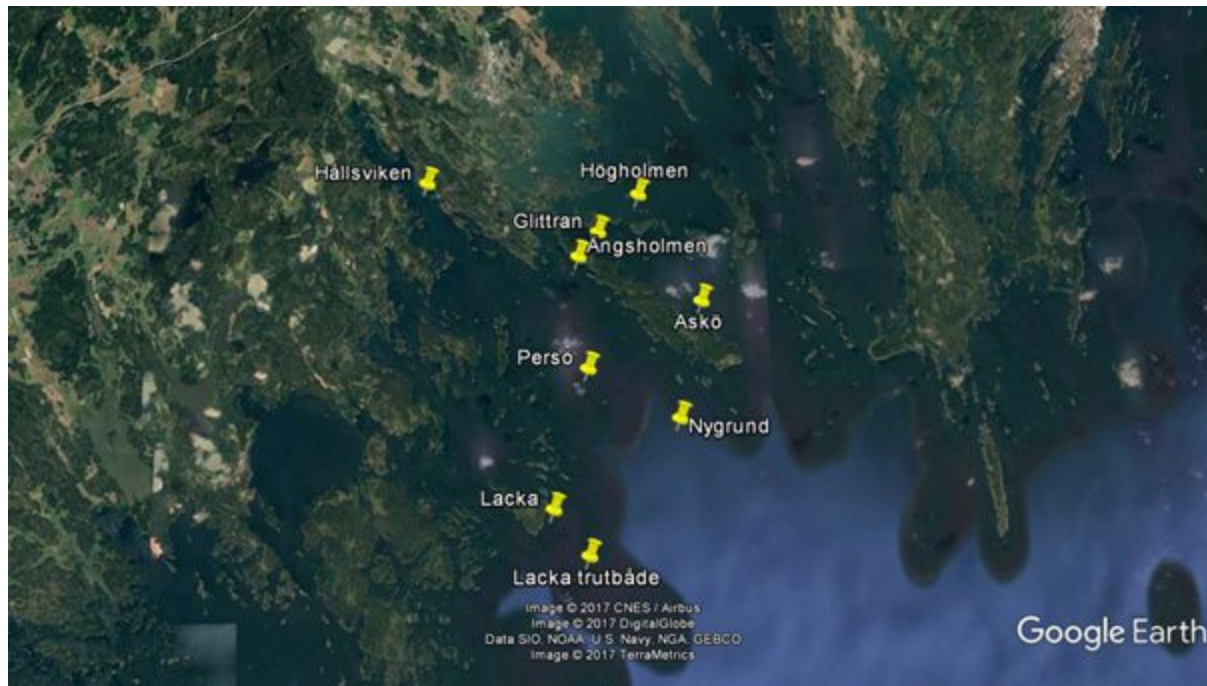 Hållsviken
Högholmen
Glittran
Ängsholmen
Askö
Persö
Nygrund
Lacka
Lacka trutbåde
Image © 2017 CNES / Airbus
Image © 2017 DigitalGlobe
Data SIO, NOAA, U.S. Navy, NGA, GEBCO
Image © 2017 TerraMetrics
Google Earth